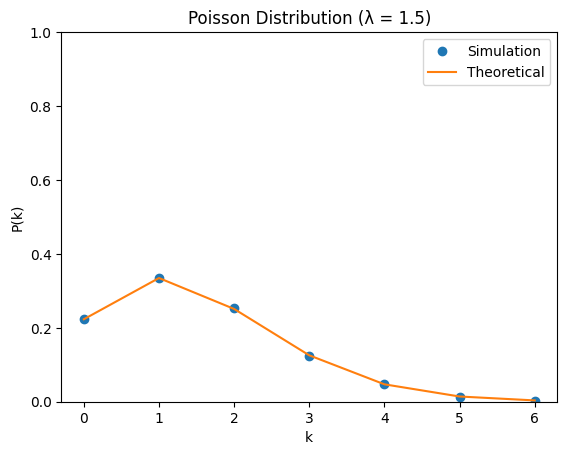 Poisson Distribution (λ = 1.5)
Simulation
Theoretical
1.0
0.8
0.6
0.4
0.2
0.0
P(k)
0 1 2 3 4 5 6
k